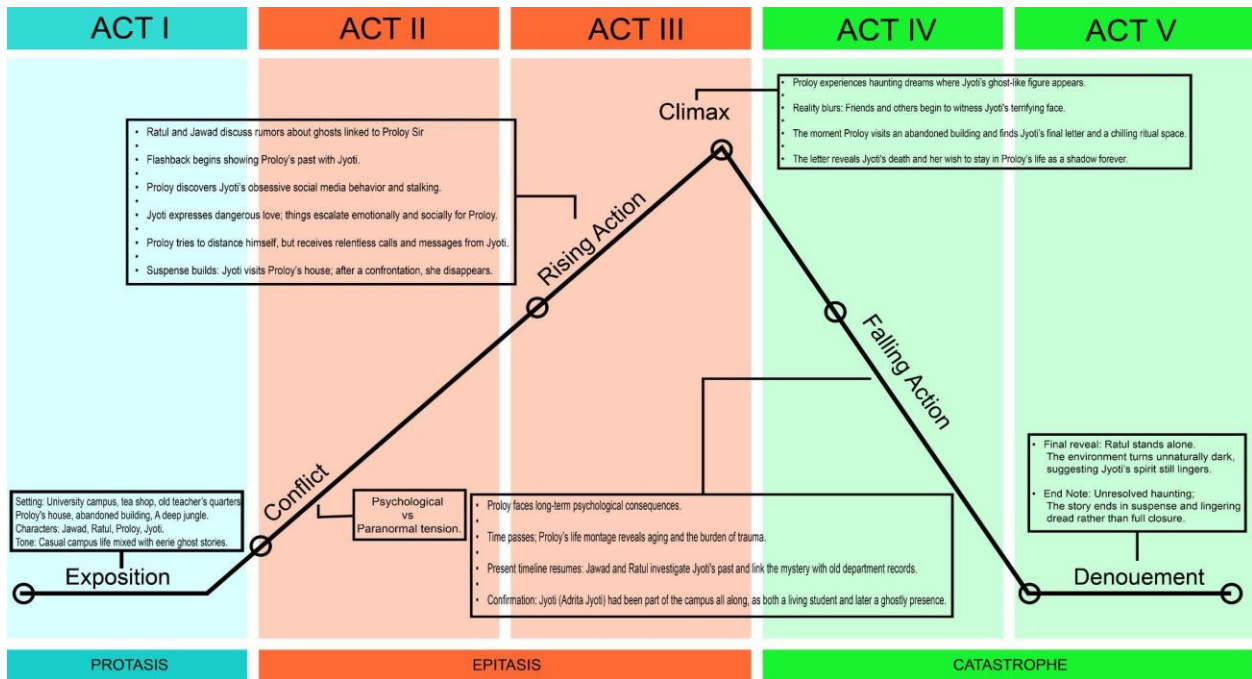 ACT I
ACT II
ACT III
ACT IV
ACT V
• Proloy experiences haunting dreams where Jyoti's ghost-like figure appears.
•
• Reality blurs: Friends and others begin to witness Jyoti's terrifying face.
•
• The moment Proloy visits an abandoned building and finds Jyoti's final letter and a chilling ritual space.
•
• The letter reveals Jyoti's death and her wish to stay in Proloy's life as a shadow forever.
Climax
• Ratul and Jawad discuss rumors about ghosts linked to Proloy Sir
•
• Flashback begins showing Proloy's past with Jyoti.
•
• Proloy discovers Jyoti's obsessive social media behavior and stalking.
•
• Jyoti expresses dangerous love; things escalate emotionally and socially for Proloy.
•
• Proloy tries to distance himself, but receives relentless calls and messages from Jyoti.
•
• Suspense builds: Jyoti visits Proloy's house; after a confrontation, she disappears.
Rising Action
Falling Action
Conflict
Psychological
vs
Paranormal tension.
Setting: University campus, tea shop, old teacher's quarters
Proloy's house, abandoned building, A deep jungle.
Characters: Jawad, Ratul, Proloy, Jyoti.
Tone: Casual campus life mixed with eerie ghost stories.
Exposition
• Proloy faces long-term psychological consequences.
•
• Time passes; Proloy's life montage reveals aging and the burden of trauma.
•
• Present timeline resumes: Jawad and Ratul investigate Jyoti's past and link the mystery with old department records.
•
• Confirmation: Jyoti (Adrita Jyoti) had been part of the campus all along, as both a living student and later a ghostly presence.
• Final reveal: Ratul stands alone.
The environment turns unnaturally dark,
suggesting Jyoti's spirit still lingers.
• End Note: Unresolved haunting;
The story ends in suspense and lingering
dread rather than full closure.
Denouement
PROTASIS
EPITASIS
CATASTROPHE